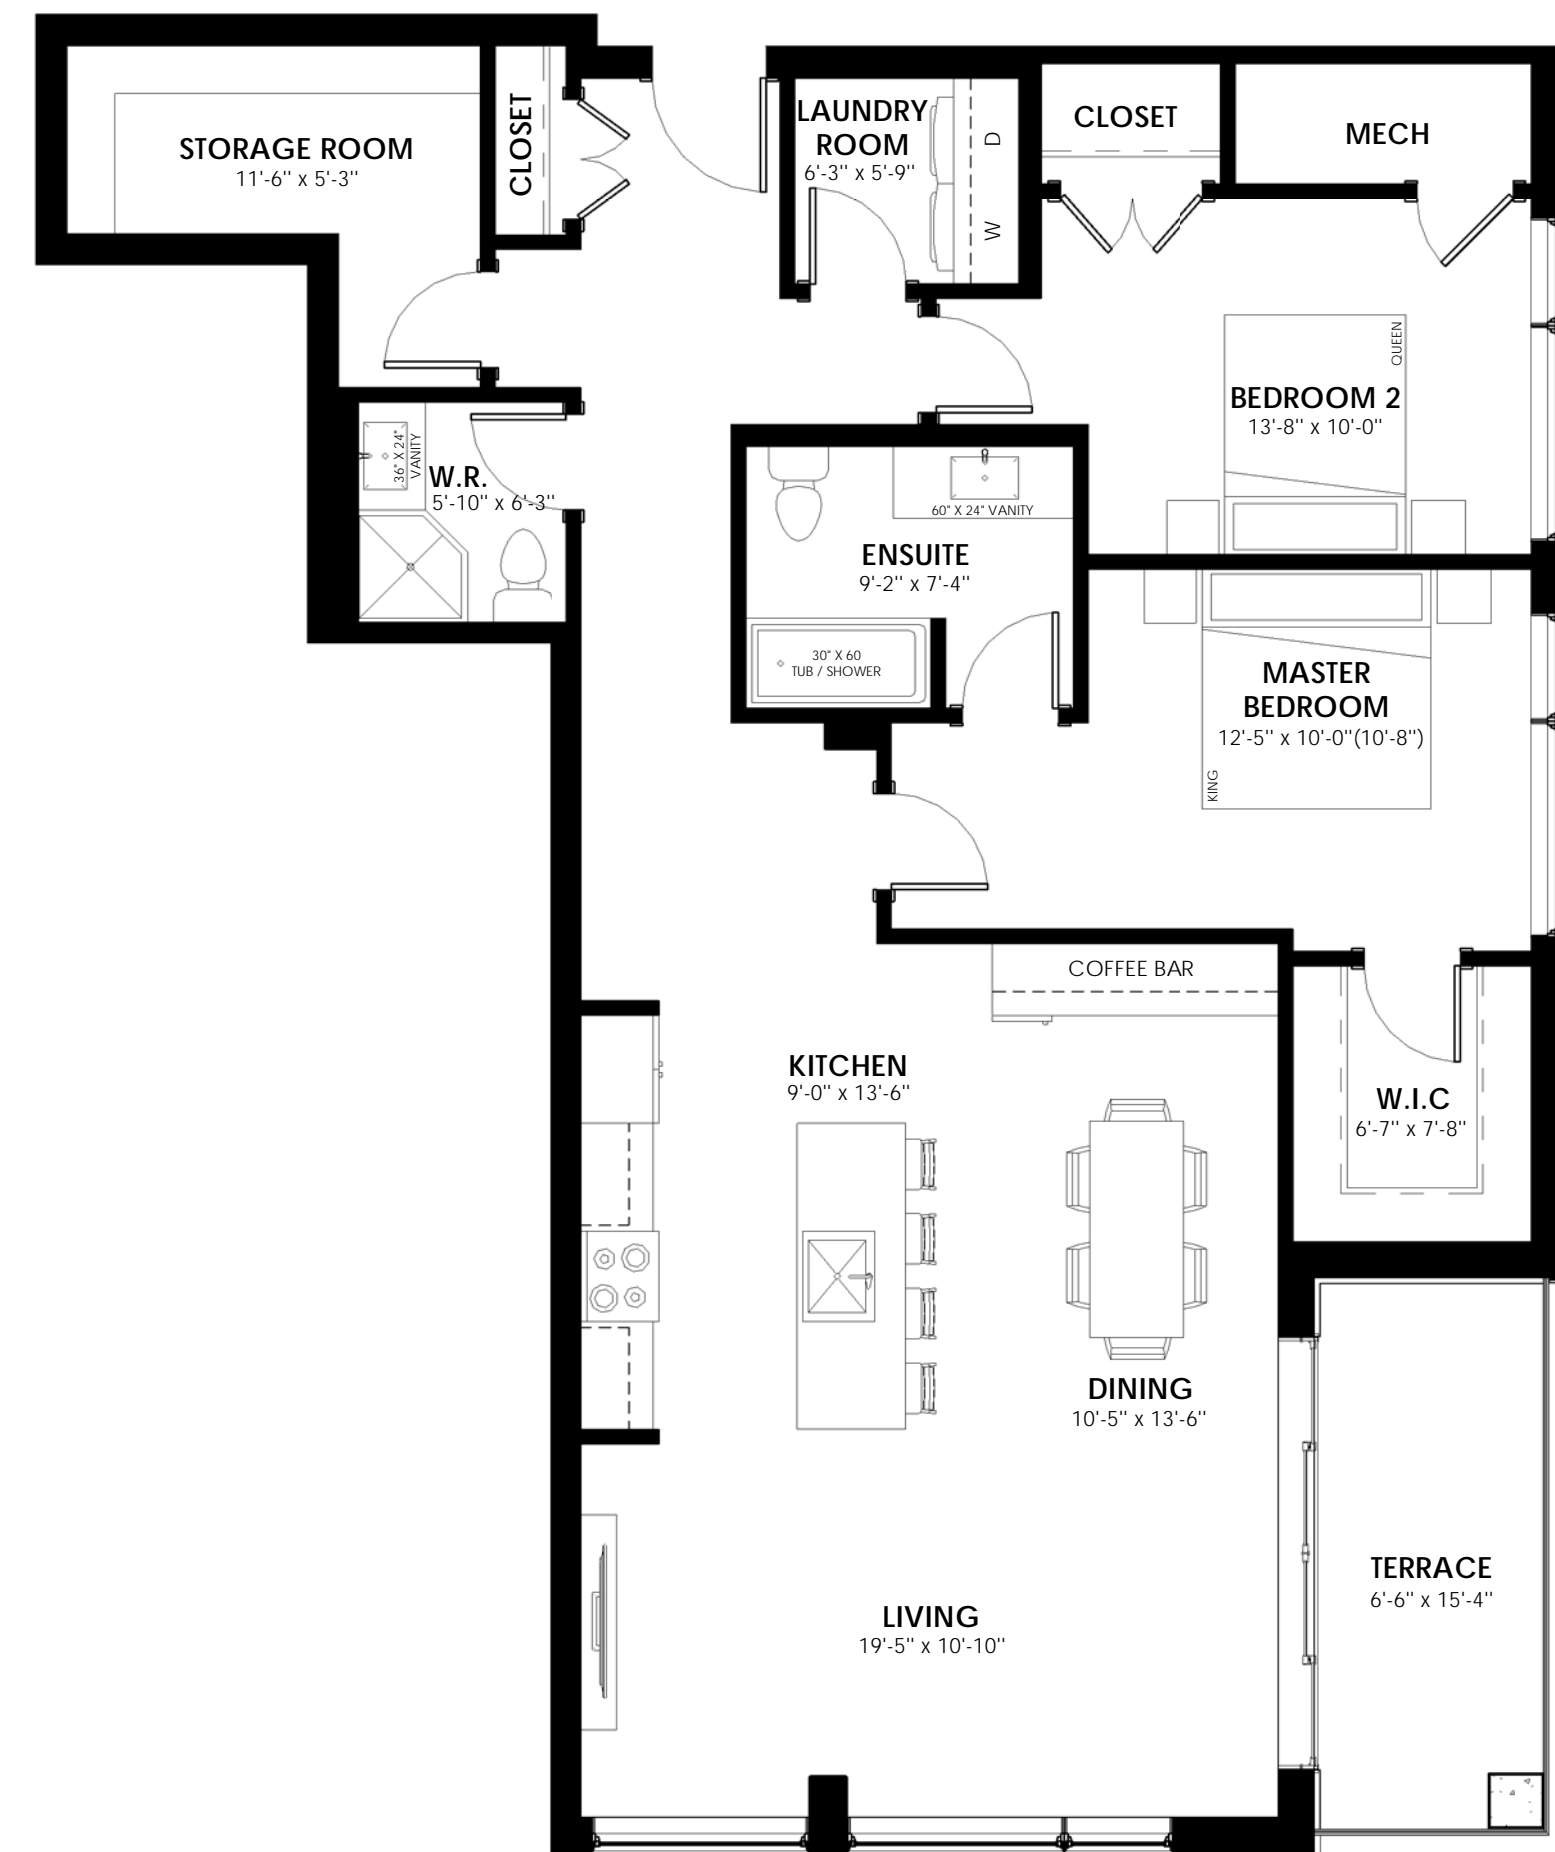 STORAGE ROOM
11'-6" x 5'-3"
CLOSET
LAUNDRY
ROOM
6'-3" x 5'-9"
D
W
CLOSET
MECH
QUEEN
BEDROOM 2
13'-8" x 10'-0"
36" X 24"
VANITY
W.R.
5'-10" x 6'-3"
60" X 24" VANITY
ENSUITE
9'-2" x 7'-4"
30" X 60
TUB / SHOWER
MASTER
BEDROOM
12'-5" x 10'-0"(10'-8")
KING
COFFEE BAR
KITCHEN
9'-0" x 13'-6"
W.I.C
6'-7" x 7'-8"
DINING
10'-5" x 13'-6"
TERRACE
6'-6" x 15'-4"
LIVING
19'-5" x 10'-10"